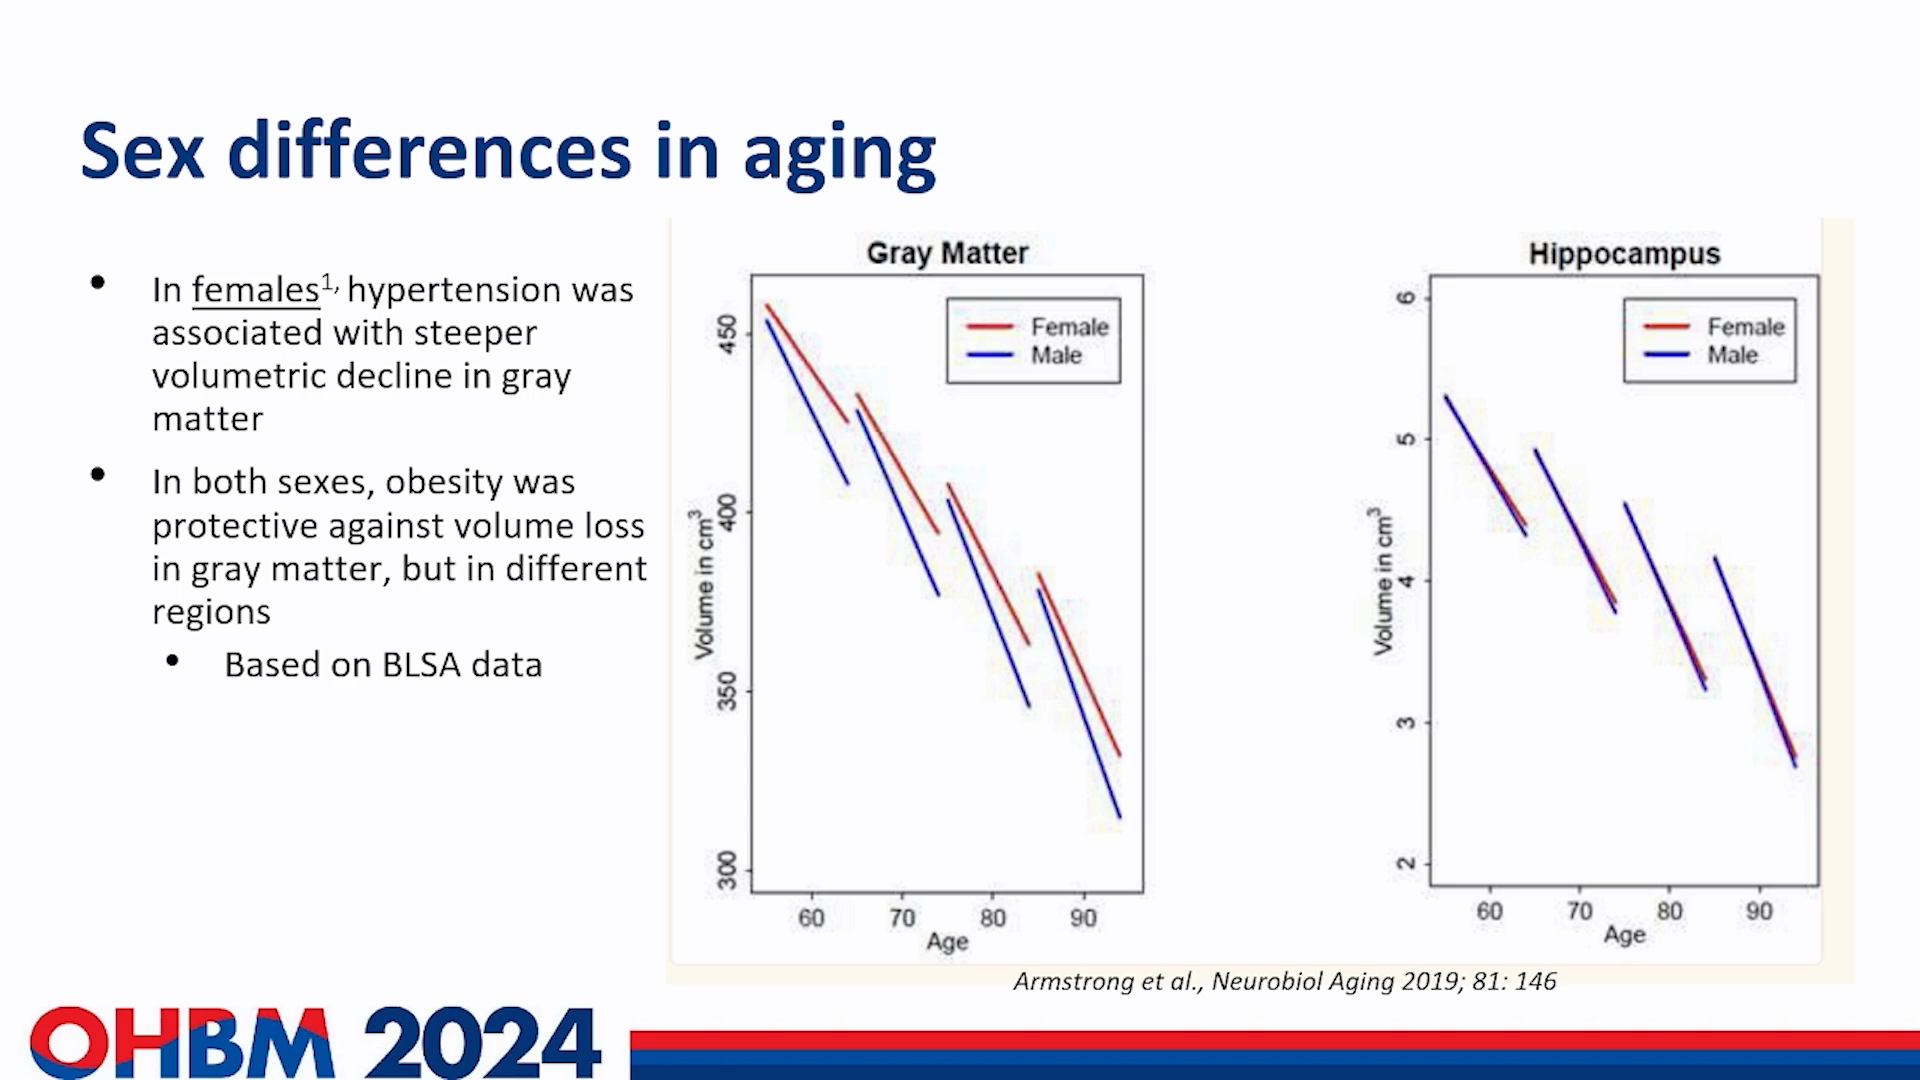 Sex differences in aging
• In females1, hypertension was
associated with steeper
volumetric decline in gray
matter
• In both sexes, obesity was
protective against volume loss
in gray matter, but in different
regions
• Based on BLSA data
Gray Matter
Female
Male
450
400
350
300
Volume in cm3
60 70 80 90
Age
Hippocampus
Female
Male
6
5
4
3
2
Volume in cm3
60 70 80 90
Age
Armstrong et al., Neurobiol Aging 2019; 81: 146
OHBM 2024